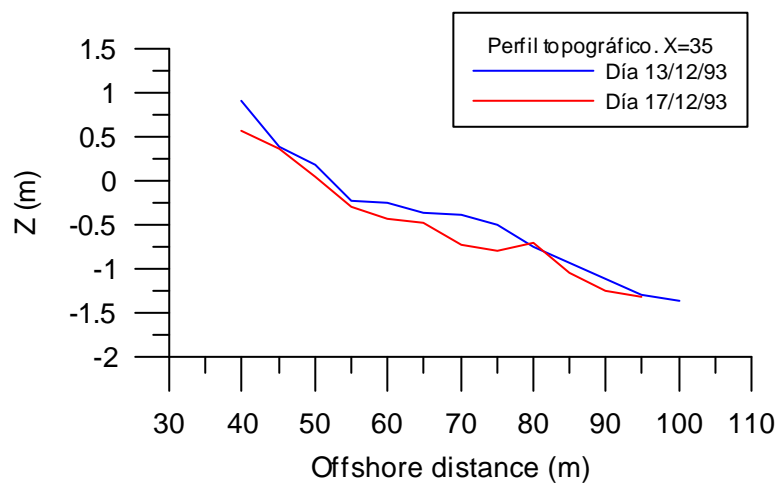 Perfil topográfico. X=35
Día 13/12/93
Día 17/12/93
1.5
1
0.5
0
-0.5
-1
-1.5
-2
Z (m)
30 40 50 60 70 80 90 100 110
Offshore distance (m)